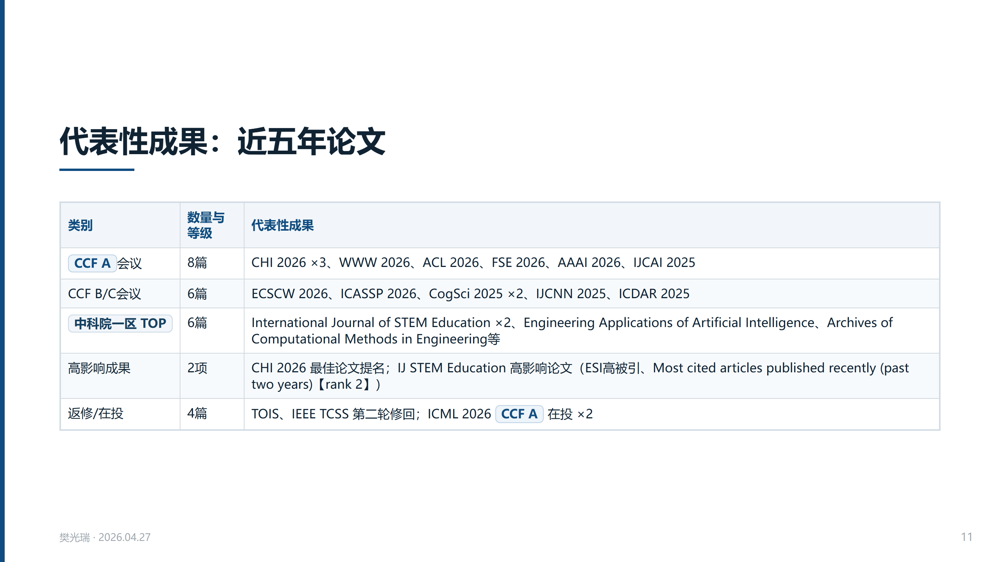 代表性成果：近五年论文
类别
数量与
等级
代表性成果
CCF A会议
8篇
CHI 2026 ×3、WWW 2026、ACL 2026、FSE 2026、AAAI 2026、IJCAI 2025
CCF B/C会议
6篇
ECSCW 2026、ICASSP 2026、CogSci 2025 ×2、IJCNN 2025、ICDAR 2025
中科院一区 TOP
6篇
International Journal of STEM Education ×2、Engineering Applications of Artificial Intelligence、Archives of
Computational Methods in Engineering等
高影响成果
2项
CHI 2026 最佳论文提名；IJ STEM Education 高影响论文（ESI高被引、Most cited articles published recently (past
two years)【rank 2】）
返修/在投
4篇
TOIS、IEEE TCSS 第二轮修回；ICML 2026 CCF A 在投 ×2
樊光瑞 · 2026.04.27
11